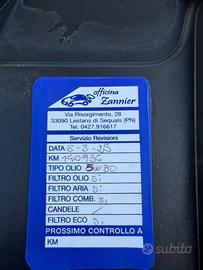 officina
Zannier
Via Risorgimento, 28
33090 Lestans di Sequals (PN)
Tel. 0427.916617
Servizio Revisioni
DATA 6-3-25
KM 140986
TIPO OLIO 5W30
FILTRO OLIO Si
FILTRO ARIA Si
FILTRO COMB. Si
CANDELE /
FILTRO ECO Si
PROSSIMO CONTROLLO A
KM
subito